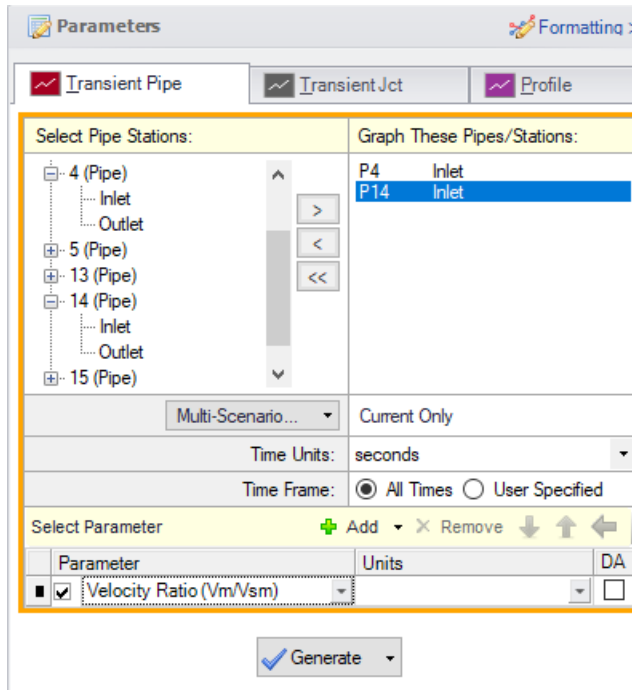 Parameters
Formatting >
Transient Pipe
Transient Jct
Profile
Select Pipe Stations:
Graph These Pipes/Stations:
4 (Pipe)
Inlet
Outlet
5 (Pipe)
13 (Pipe)
14 (Pipe)
Inlet
Outlet
15 (Pipe)
>
<
<<
P4 Inlet
P14 Inlet
Multi-Scenario...
Current Only
Time Units:
seconds
Time Frame:
All Times
User Specified
Select Parameter
Add
Remove
Parameter
Units
DA
Velocity Ratio (Vm/Vsm)
Generate